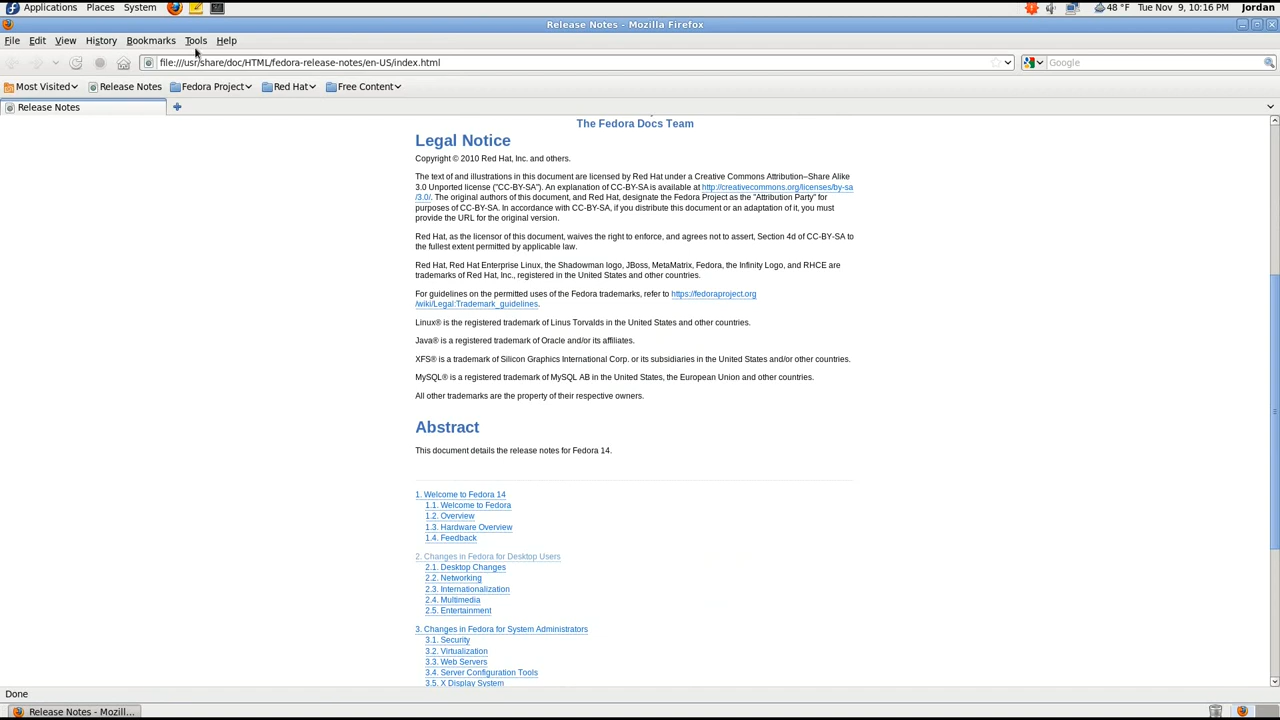 Applications Places System 48 °F Tue Nov 9, 10:16 PM Jordan
Release Notes - Mozilla Firefox
File Edit View History Bookmarks Tools Help
file:///usr/share/doc/HTML/fedora-release-notes/en-US/index.html Google
Most Visited Release Notes Fedora Project Red Hat Free Content
Release Notes
The Fedora Docs Team
Legal Notice
Copyright © 2010 Red Hat, Inc. and others.
The text of and illustrations in this document are licensed by Red Hat under a Creative Commons Attribution–Share Alike
3.0 Unported license ("CC-BY-SA"). An explanation of CC-BY-SA is available at http://creativecommons.org/licenses/by-sa
/3.0/. The original authors of this document, and Red Hat, designate the Fedora Project as the "Attribution Party" for
purposes of CC-BY-SA. In accordance with CC-BY-SA, if you distribute this document or an adaptation of it, you must
provide the URL for the original version.
Red Hat, as the licensor of this document, waives the right to enforce, and agrees not to assert, Section 4d of CC-BY-SA to
the fullest extent permitted by applicable law.
Red Hat, Red Hat Enterprise Linux, the Shadowman logo, JBoss, MetaMatrix, Fedora, the Infinity Logo, and RHCE are
trademarks of Red Hat, Inc., registered in the United States and other countries.
For guidelines on the permitted uses of the Fedora trademarks, refer to https://fedoraproject.org
/wiki/Legal:Trademark_guidelines.
Linux® is the registered trademark of Linus Torvalds in the United States and other countries.
Java® is a registered trademark of Oracle and/or its affiliates.
XFS® is a trademark of Silicon Graphics International Corp. or its subsidiaries in the United States and/or other countries.
MySQL® is a registered trademark of MySQL AB in the United States, the European Union and other countries.
All other trademarks are the property of their respective owners.
Abstract
This document details the release notes for Fedora 14.
1. Welcome to Fedora 14
1.1. Welcome to Fedora
1.2. Overview
1.3. Hardware Overview
1.4. Feedback
2. Changes in Fedora for Desktop Users
2.1. Desktop Changes
2.2. Networking
2.3. Internationalization
2.4. Multimedia
2.5. Entertainment
3. Changes in Fedora for System Administrators
3.1. Security
3.2. Virtualization
3.3. Web Servers
3.4. Server Configuration Tools
3.5. X Display System
Done
Release Notes - Mozill...